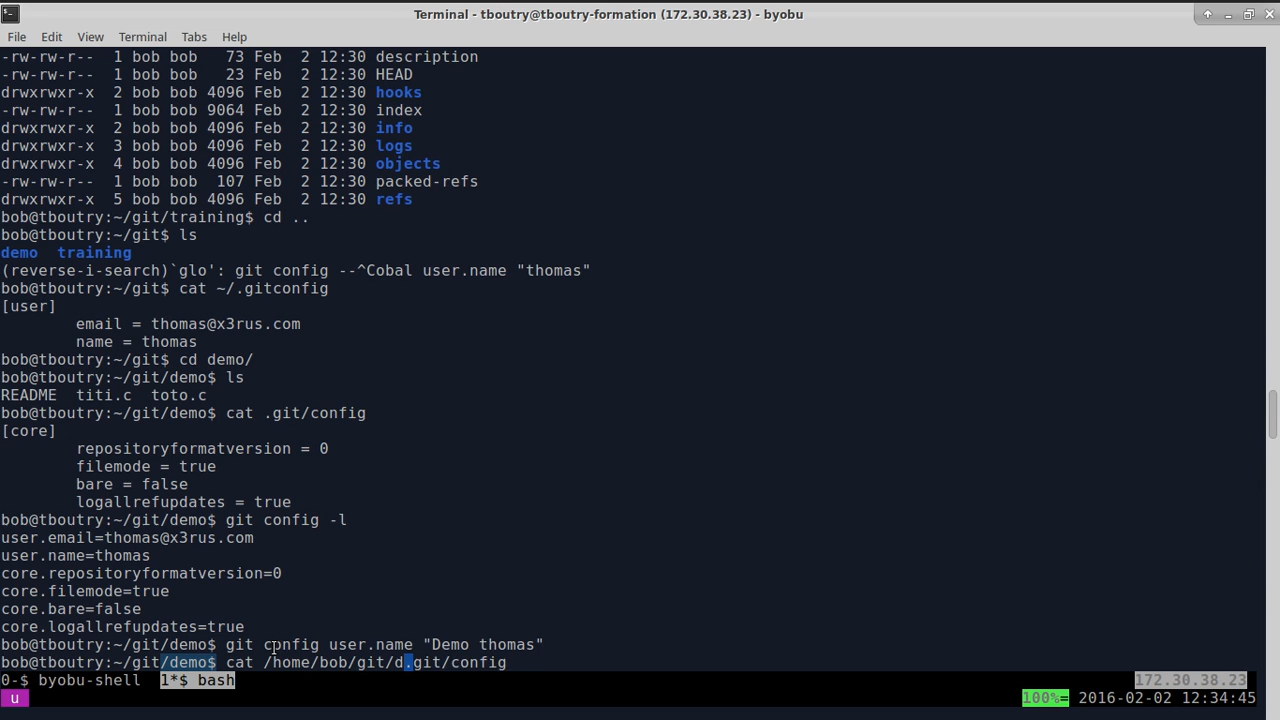 Terminal - tboutry@tboutry-formation (172.30.38.23) - byobu
File Edit View Terminal Tabs Help
-rw-rw-r-- 1 bob bob 73 Feb 2 12:30 description
-rw-rw-r-- 1 bob bob 23 Feb 2 12:30 HEAD
drwxrwxr-x 2 bob bob 4096 Feb 2 12:30 hooks
-rw-rw-r-- 1 bob bob 9064 Feb 2 12:30 index
drwxrwxr-x 2 bob bob 4096 Feb 2 12:30 info
drwxrwxr-x 3 bob bob 4096 Feb 2 12:30 logs
drwxrwxr-x 4 bob bob 4096 Feb 2 12:30 objects
-rw-rw-r-- 1 bob bob 107 Feb 2 12:30 packed-refs
drwxrwxr-x 5 bob bob 4096 Feb 2 12:30 refs
bob@tboutry:~/git/training$ cd ..
bob@tboutry:~/git$ ls
demo training
(reverse-i-search)`glo': git config --^Cobal user.name "thomas"
bob@tboutry:~/git$ cat ~/.gitconfig
[user]
email = thomas@x3rus.com
name = thomas
bob@tboutry:~/git$ cd demo/
bob@tboutry:~/git/demo$ ls
README titi.c toto.c
bob@tboutry:~/git/demo$ cat .git/config
[core]
repositoryformatversion = 0
filemode = true
bare = false
logallrefupdates = true
bob@tboutry:~/git/demo$ git config -l
user.email=thomas@x3rus.com
user.name=thomas
core.repositoryformatversion=0
core.filemode=true
core.bare=false
core.logallrefupdates=true
bob@tboutry:~/git/demo$ git config user.name "Demo thomas"
bob@tboutry:~/git/demo$ cat /home/bob/git/d.git/config
0-$ byobu-shell 1*$ bash 172.30.38.23
u 100%= 2016-02-02 12:34:45